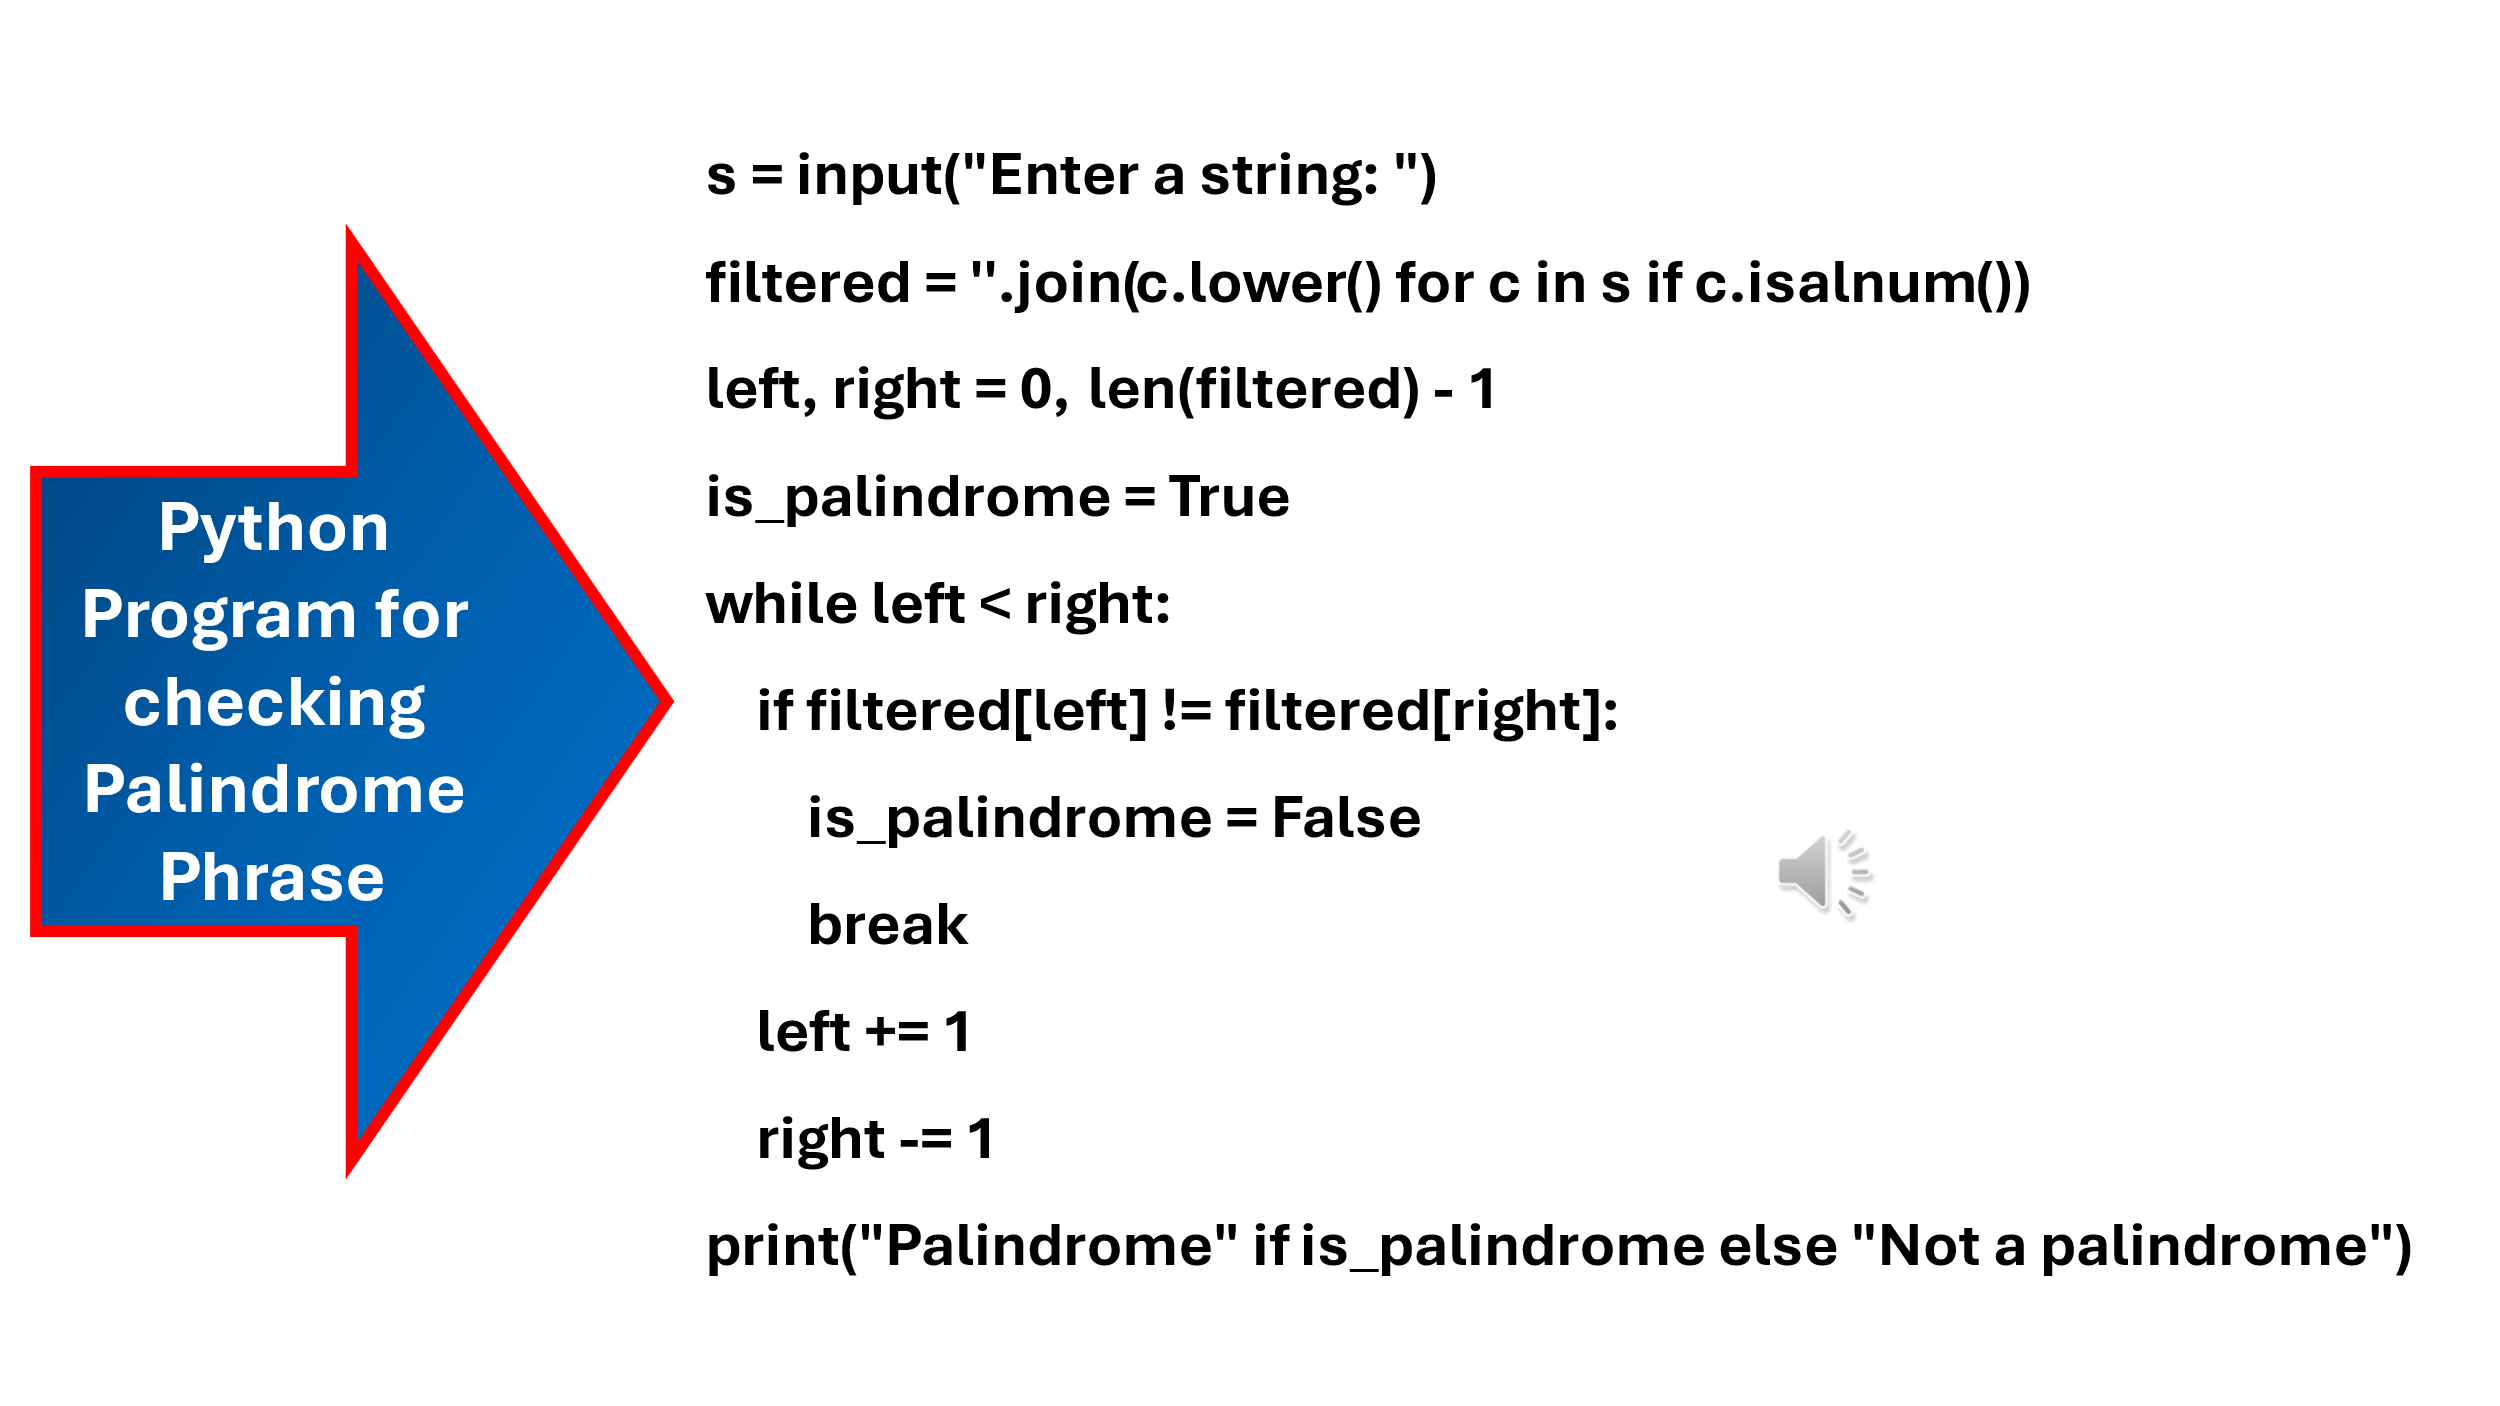 Python
Program for
checking
Palindrome
Phrase
s = input("Enter a string: ")
filtered = ''.join(c.lower() for c in s if c.isalnum())
left, right = 0, len(filtered) - 1
is_palindrome = True
while left < right:
if filtered[left] != filtered[right]:
is_palindrome = False
break
left += 1
right -= 1
print("Palindrome" if is_palindrome else "Not a palindrome")